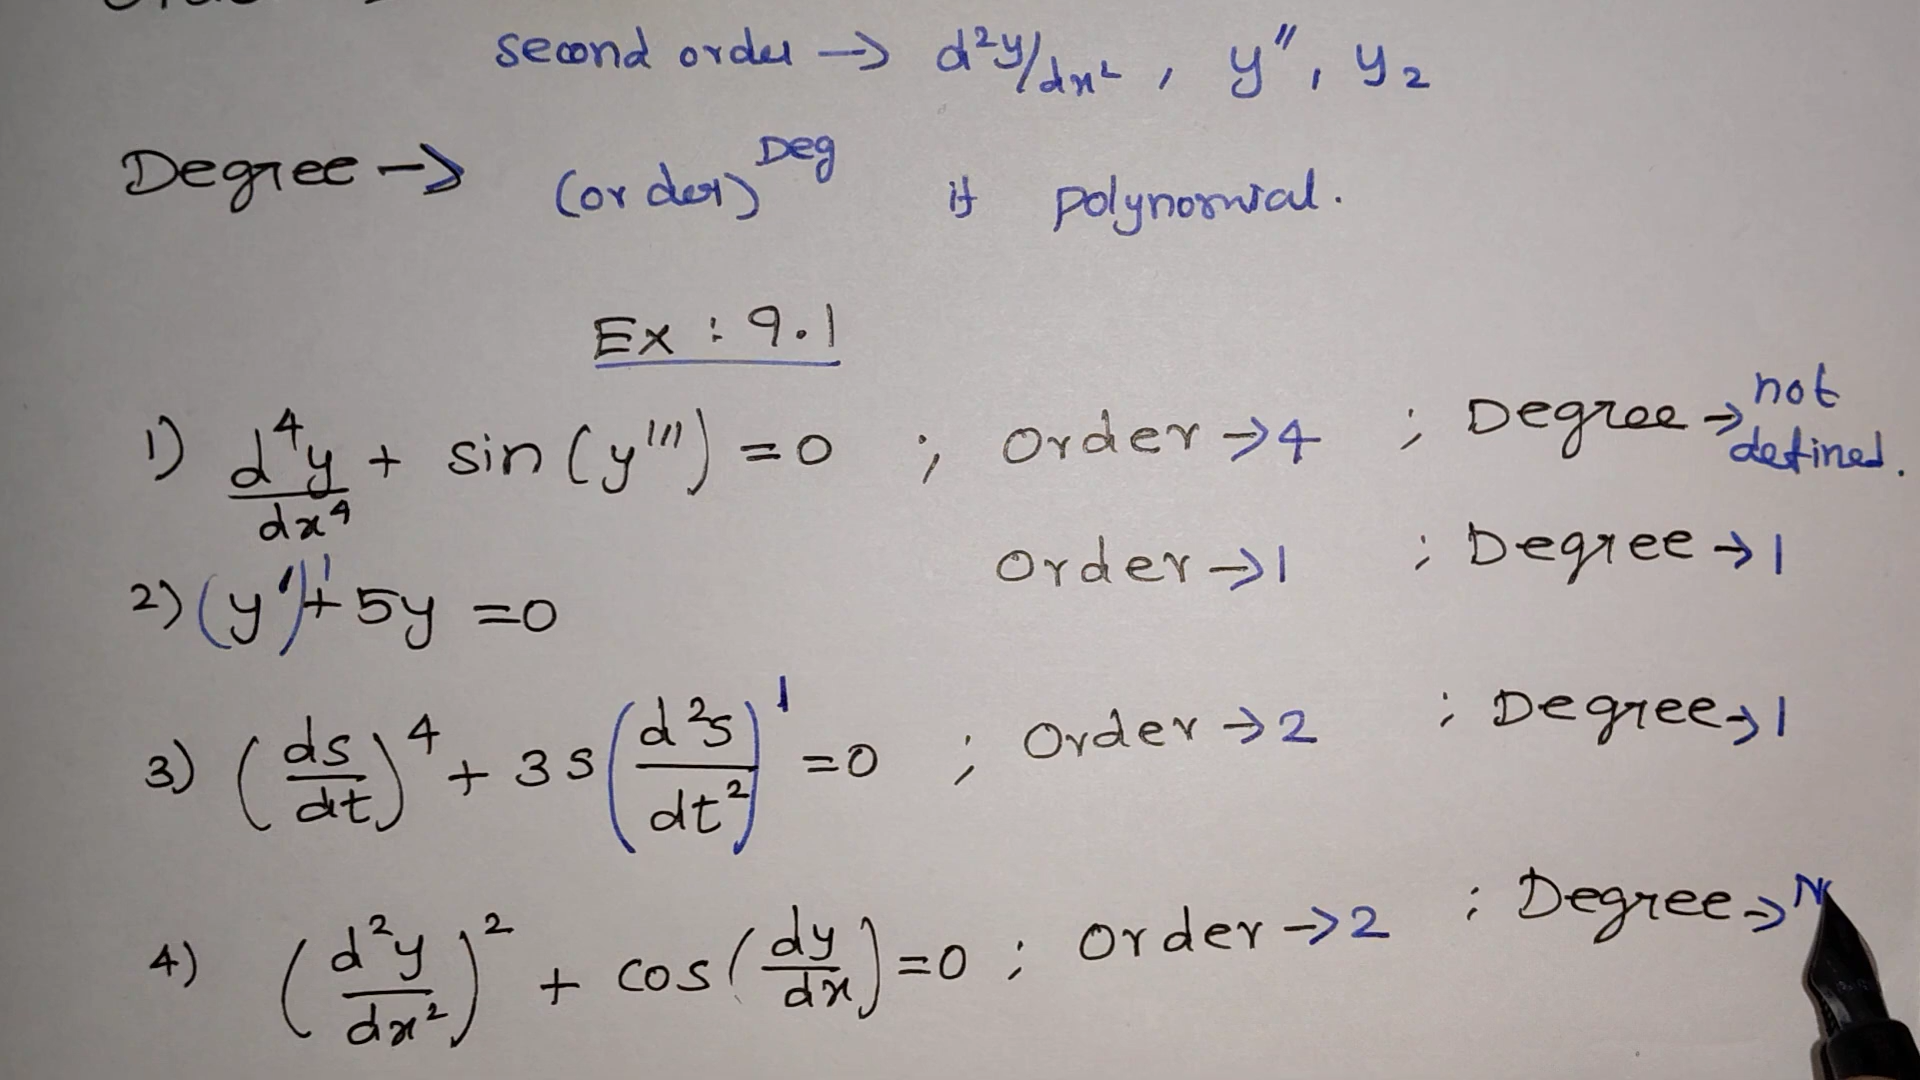 second order → d²y/dx² , y'' , y₂
Degree → (order)^Deg if polynomial.
Ex : 9.1
1) d⁴y/dx⁴ + sin (y''') = 0 ; Order → 4 ; Degree → not defined.
2) (y')¹ + 5y = 0 Order → 1 ; Degree → 1
3) (ds/dt)⁴ + 3s (d²s/dt²)¹ = 0 ; Order → 2 ; Degree → 1
4) (d²y/dx²)² + cos (dy/dx) = 0 ; Order → 2 ; Degree → N